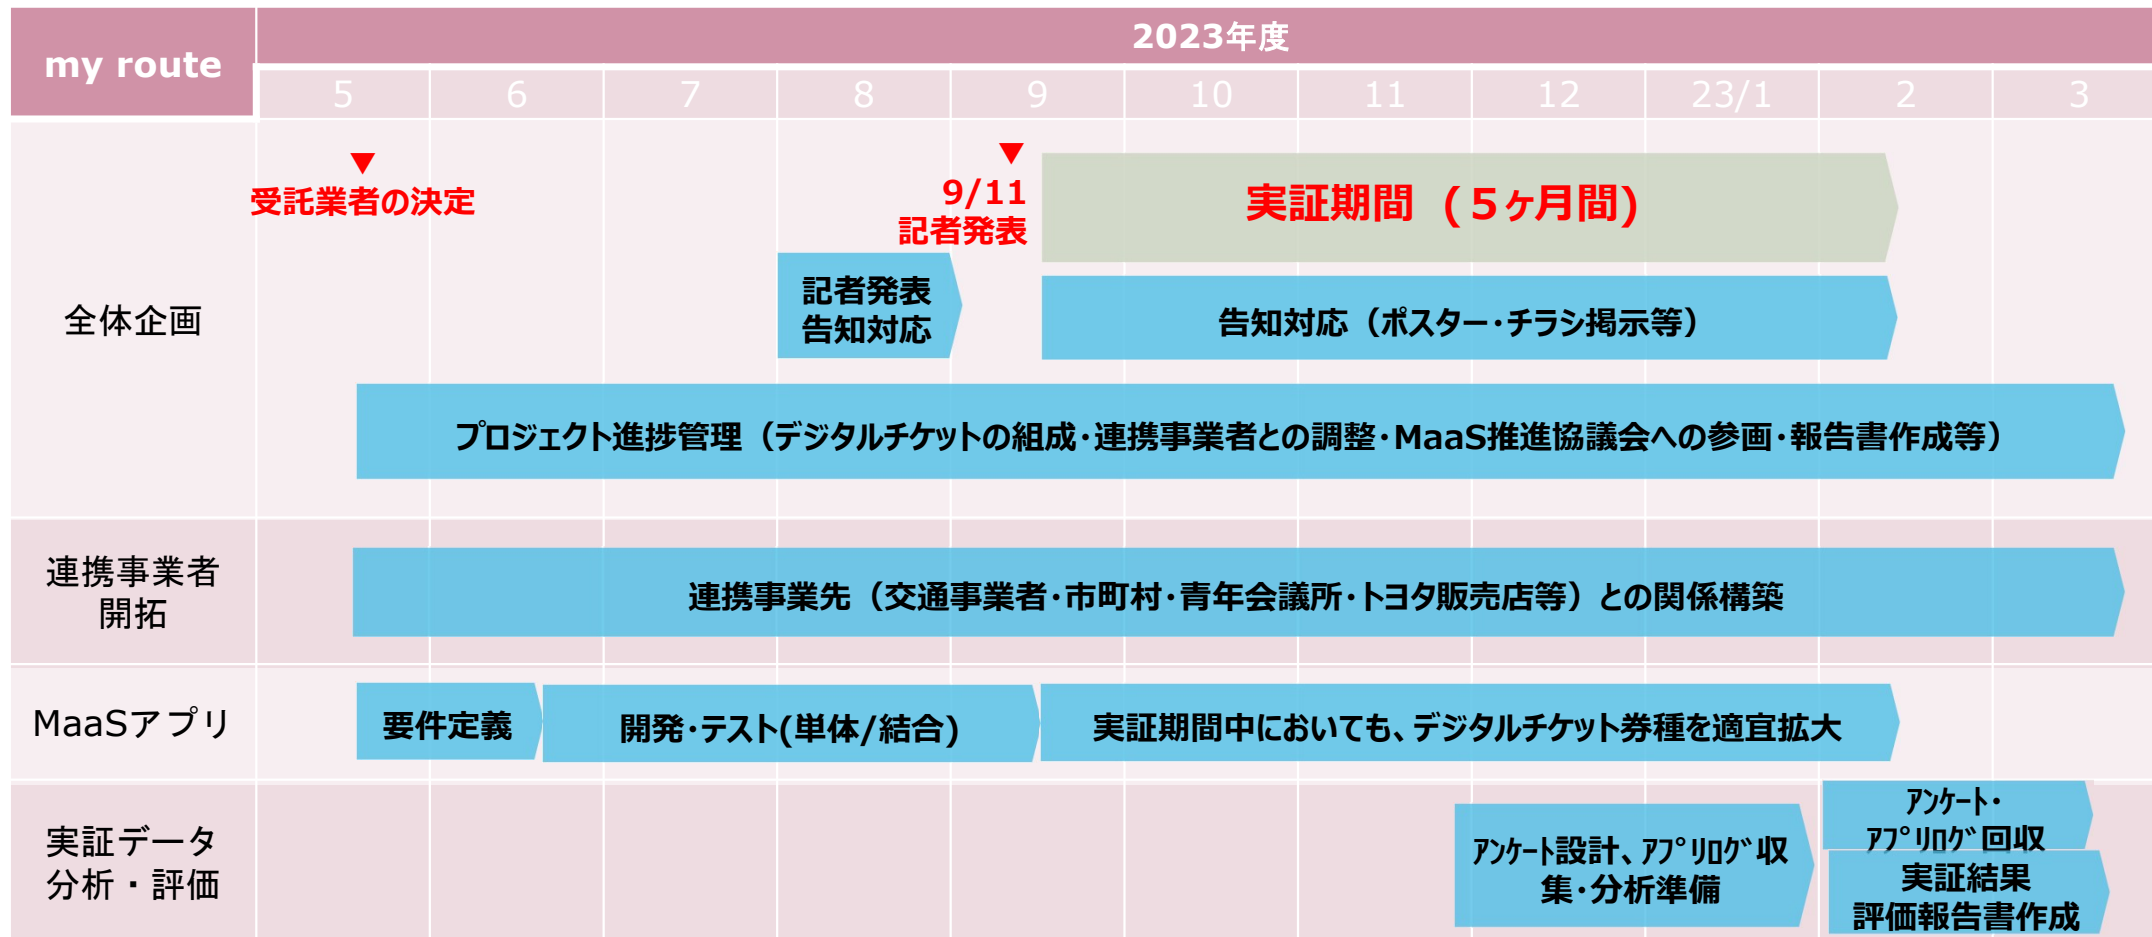 my route
2023年度
5 6 7 8 9 10 11 12 23/1 2 3
全体企画
受託業者の決定
9/11
記者発表
実証期間（5ヶ月間)
記者発表
告知対応
告知対応（ポスター・チラシ掲示等）
プロジェクト進捗管理（デジタルチケットの組成・連携事業者との調整・MaaS推進協議会への参画・報告書作成等）
連携事業者
開拓
連携事業先（交通事業者・市町村・青年会議所・トヨタ販売店等）との関係構築
MaaSアプリ
要件定義
開発・テスト(単体/結合)
実証期間中においても、デジタルチケット券種を適宜拡大
実証データ
分析・評価
ｱﾝｹｰﾄ設計、ｱﾌﾟﾘﾛｸﾞ収
集・分析準備
ｱﾝｹｰﾄ・
ｱﾌﾟﾘﾛｸﾞ回収
実証結果
評価報告書作成